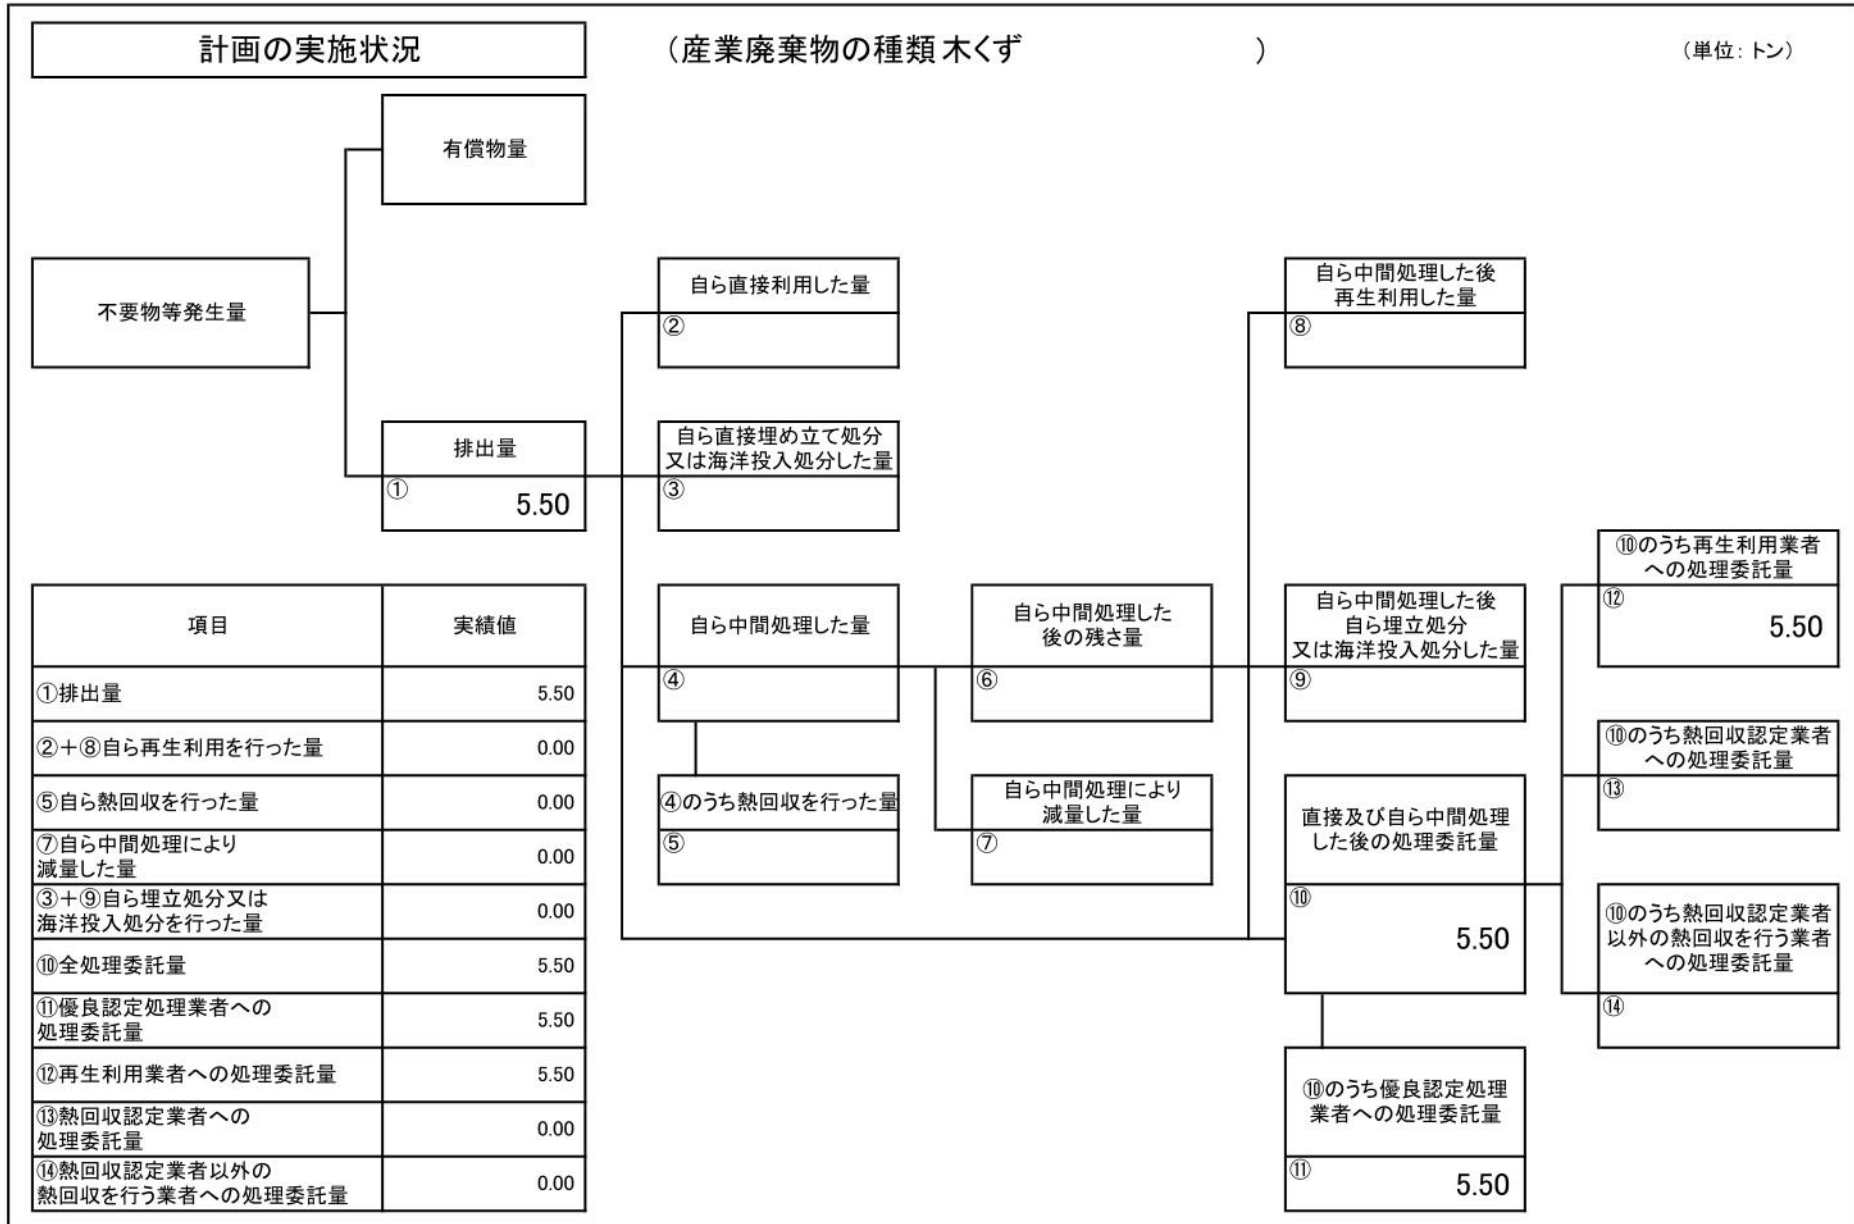 計画の実施状況
（産業廃棄物の種類 木くず　　　　　　　）
（単位：トン）
有償物量
不要物等発生量
自ら直接利用した量
②
自ら中間処理した後
再生利用した量
⑧
排出量
①
5.50
自ら直接埋め立て処分
又は海洋投入処分した量
③
⑩のうち再生利用業者
への処理委託量
⑫
5.50
自ら中間処理した量
④
自ら中間処理した
後の残さ量
⑥
自ら中間処理した後
自ら埋立処分
又は海洋投入処分した量
⑨
⑩のうち熱回収認定業者
への処理委託量
⑬
④のうち熱回収を行った量
⑤
自ら中間処理により
減量した量
⑦
直接及び自ら中間処理
した後の処理委託量
⑩
5.50
⑩のうち熱回収認定業者
以外の熱回収を行う業者
への処理委託量
⑭
⑩のうち優良認定処理
業者への処理委託量
⑪
5.50
項目 実績値
①排出量 5.50
②＋⑧自ら再生利用を行った量 0.00
⑤自ら熱回収を行った量 0.00
⑦自ら中間処理により
減量した量 0.00
③＋⑨自ら埋立処分又は
海洋投入処分を行った量 0.00
⑩全処理委託量 5.50
⑪優良認定処理業者への
処理委託量 5.50
⑫再生利用業者への処理委託量 5.50
⑬熱回収認定業者への
処理委託量 0.00
⑭熱回収認定業者以外の
熱回収を行う業者への処理委託量 0.00